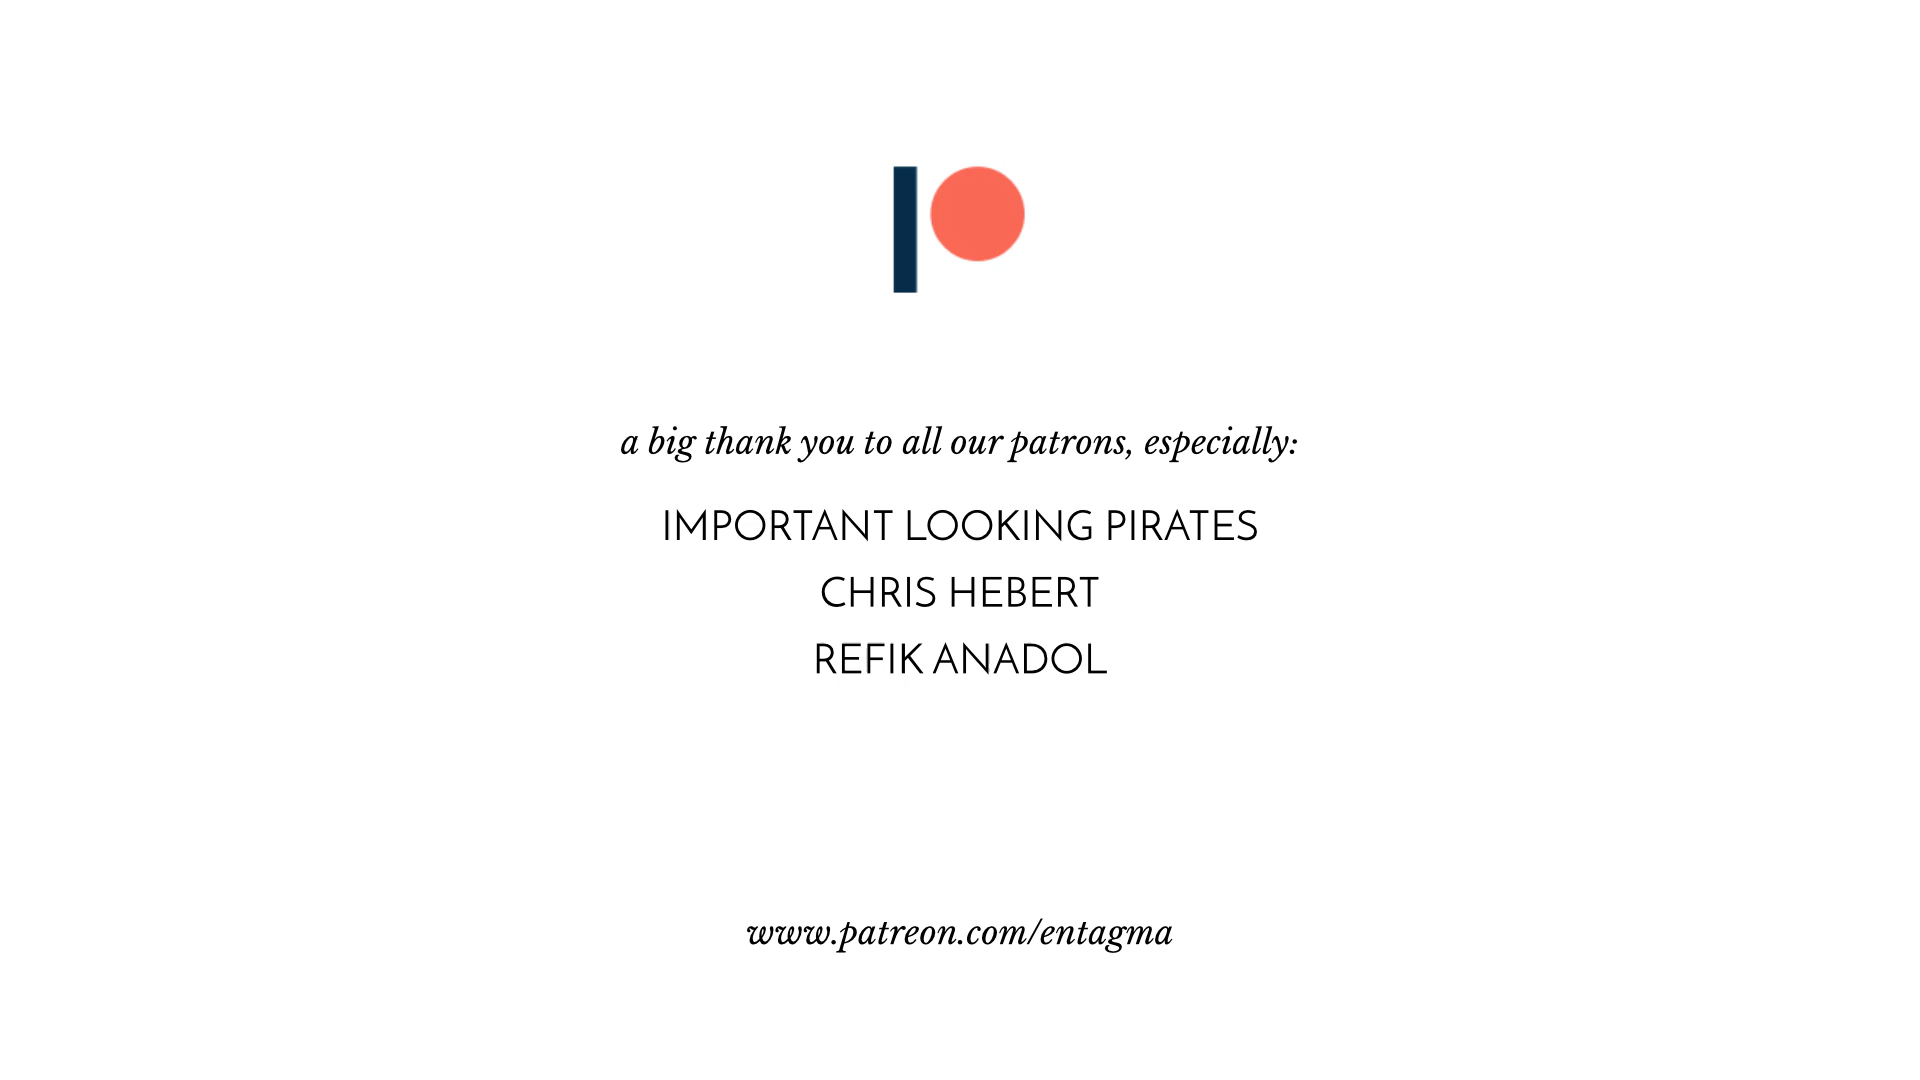 a big thank you to all our patrons, especially:
IMPORTANT LOOKING PIRATES
CHRIS HEBERT
REFIK ANADOL
www.patreon.com/entagma